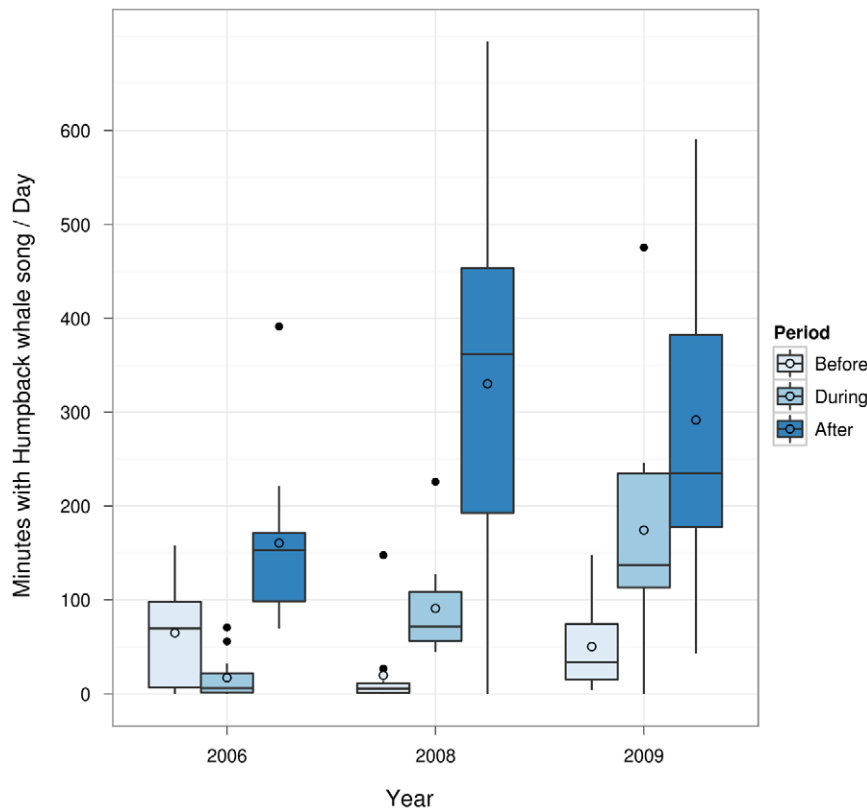 Minutes with Humpback whale song / Day
600
500
400
300
200
100
0
2006 2008 2009
Year
Period
Before
During
After